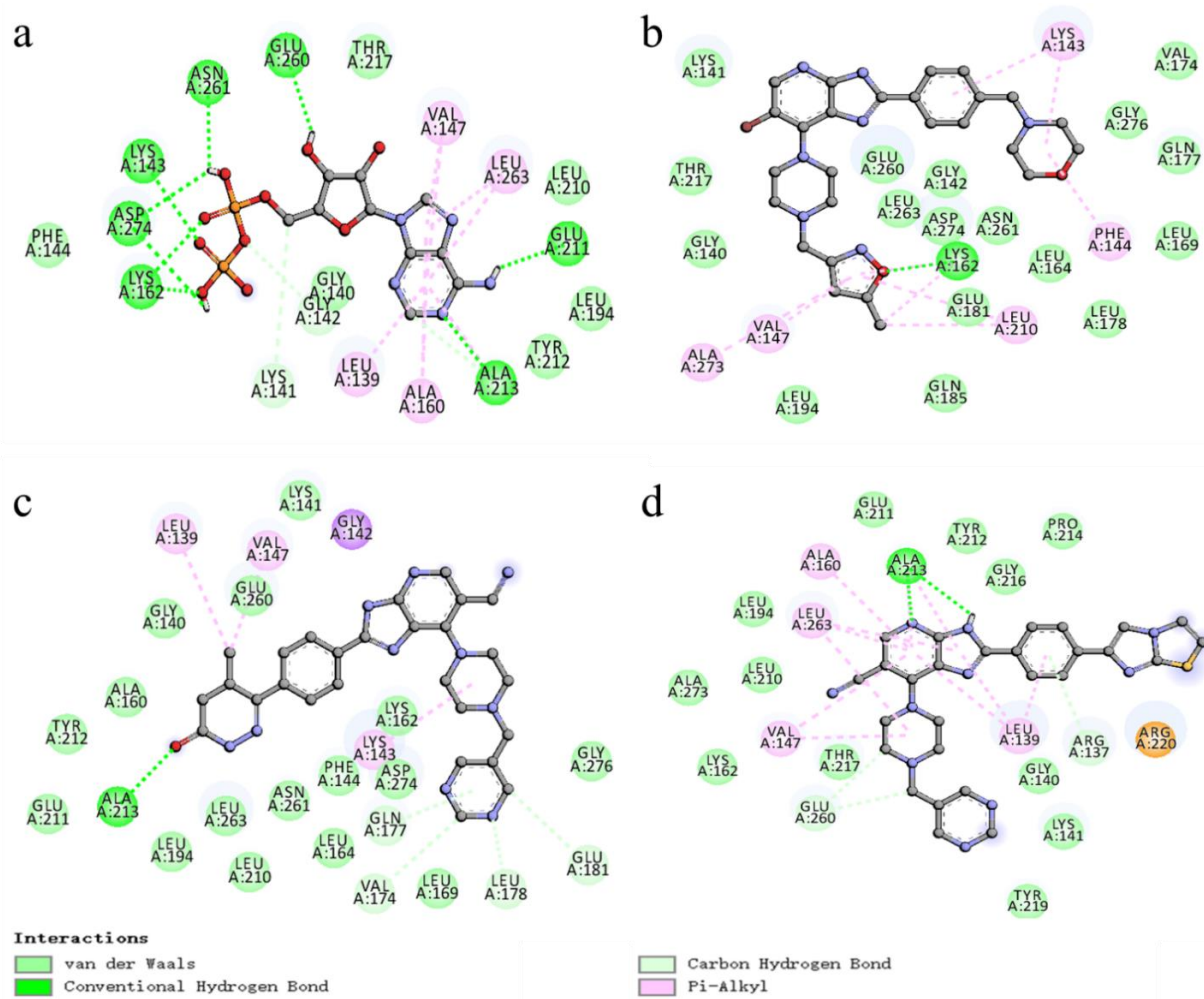 a
GLU
A:260
THR
A:217
ASN
A:261
VAL
A:147
LYS
A:143
LEU
A:263
LEU
A:210
ASP
A:274
GLU
A:211
PHE
A:144
LYS
A:162
GLY
A:140
GLY
A:142
LEU
A:194
TYR
A:212
LYS
A:141
LEU
A:139
ALA
A:160
ALA
A:213
b
LYS
A:143
LYS
A:141
VAL
A:174
GLY
A:276
GLN
A:177
THR
A:217
GLU
A:260
GLY
A:142
LEU
A:263
ASP
A:274
ASN
A:261
PHE
A:144
LEU
A:169
GLY
A:140
LYS
A:162
LEU
A:164
GLU
A:181
LEU
A:210
LEU
A:178
VAL
A:147
ALA
A:273
LEU
A:194
GLN
A:185
c
LYS
A:141
LEU
A:139
VAL
A:147
GLY
A:142
GLU
A:260
GLY
A:140
ALA
A:160
TYR
A:212
LYS
A:162
LYS
A:143
PHE
A:144
ASP
A:274
GLY
A:276
GLU
A:211
ALA
A:213
LEU
A:263
ASN
A:261
GLN
A:177
LEU
A:194
LEU
A:210
LEU
A:164
GLU
A:181
VAL
A:174
LEU
A:169
LEU
A:178
d
GLU
A:211
TYR
A:212
PRO
A:214
ALA
A:160
ALA
A:213
GLY
A:216
LEU
A:194
LEU
A:263
ALA
A:273
LEU
A:210
VAL
A:147
LEU
A:139
ARG
A:137
ARG
A:220
LYS
A:162
THR
A:217
GLY
A:140
GLU
A:260
LYS
A:141
TYR
A:219
Interactions
van der Waals
Conventional Hydrogen Bond
Carbon Hydrogen Bond
Pi-Alkyl